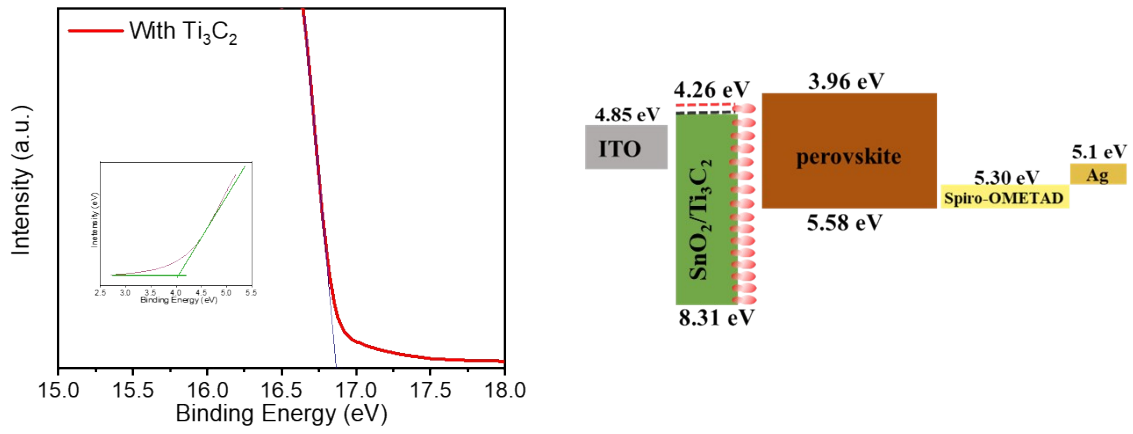 With Ti₃C₂
Intensity (a.u.)
Inetensity (eV)
2.5 3.0 3.5 4.0 4.5 5.0 5.5
Binding Energy (eV)
15.0 15.5 16.0 16.5 17.0 17.5 18.0
Binding Energy (eV)
4.26 eV
3.96 eV
4.85 eV
ITO
SnO₂/Ti₃C₂
perovskite
5.1 eV
Ag
5.30 eV
Spiro-OMETAD
5.58 eV
8.31 eV